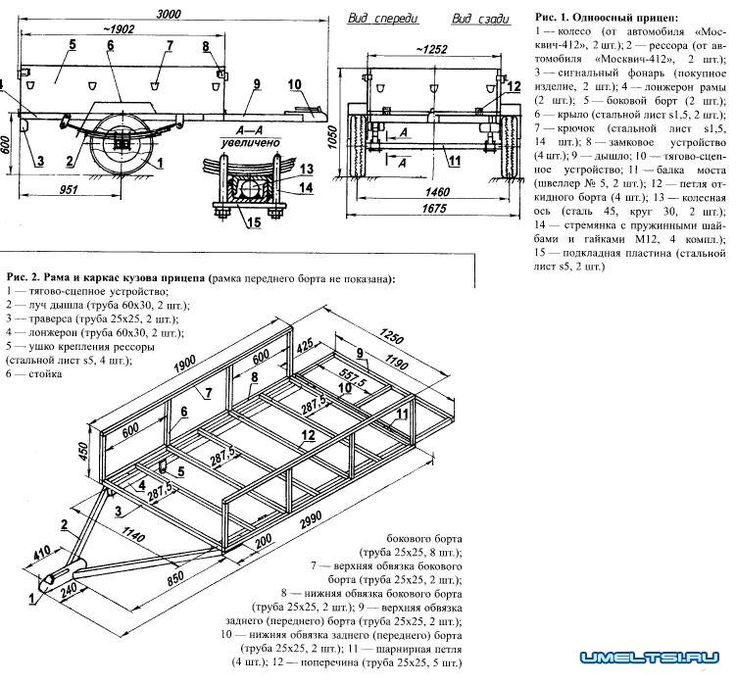 3000
Вид спереди
Вид сзади
~1902
~1252
5
6
7
8
4
9
10
12
600
А—А
увеличено
1050
А
А
3
2
1
13
14
15
11
951
1460
1675
Рис. 1. Одноосный прицеп:
1 — колесо (от автомобиля «Мос-
квич-412», 2 шт.); 2 — рессора (от ав-
томобиля «Москвич-412», 2 шт.);
3 — сигнальный фонарь (покупное
изделие, 2 шт.); 4 — лонжерон рамы
(2 шт.); 5 — боковой борт (2 шт.);
6 — крыло (стальной лист s1,5, 2 шт.);
7 — крючок (стальной лист s1,5,
14 шт.); 8 — замковое устройство
(4 шт.); 9 — дышло; 10 — тягово-сцеп-
ное устройство; 11 — балка моста
(швеллер № 5, 2 шт.); 12 — петля от-
кидного борта (4 шт.); 13 — колесная
ось (сталь 45, круг 30, 2 шт.);
14 — стремянка с пружинными шай-
бами и гайками М12, 4 компл.);
15 — подкладная пластина (стальной
лист s5, 2 шт.)
Рис. 2. Рама и каркас кузова прицепа (рамка переднего борта не показана):
1 — тягово-сцепное устройство;
2 — луч дышла (труба 60х30, 2 шт.);
3 — траверса (труба 25х25, 2 шт.);
4 — лонжерон (труба 60х30, 2 шт.);
5 — ушко крепления рессоры
(стальной лист s5, 4 шт.);
6 — стойка
1900
600
425
1250
1190
9
557,5
10
8
7
6
287,5
11
600
450
12
287,5
5
4
287,5
3
2
1140
200
2990
850
410
240
1
бокового борта
(труба 25х25, 8 шт.);
7 — верхняя обвязка бокового
борта (труба 25х25, 2 шт.);
8 — нижняя обвязка бокового борта
(труба 25х25, 2 шт.); 9 — верхняя обвязка
заднего (переднего) борта (труба 25х25, 2 шт.);
10 — нижняя обвязка заднего (переднего) борта
(труба 25х25, 2 шт.); 11 — шарнирная петля
(4 шт.); 12 — поперечина (труба 25х25, 5 шт.)
UMELTSI.RU